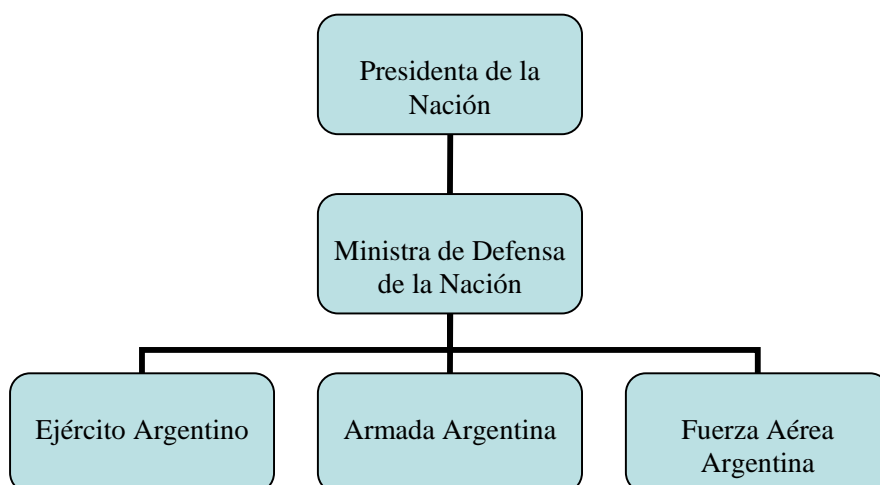 Presidenta de la
Nación
Ministra de Defensa
de la Nación
Ejército Argentino
Armada Argentina
Fuerza Aérea
Argentina